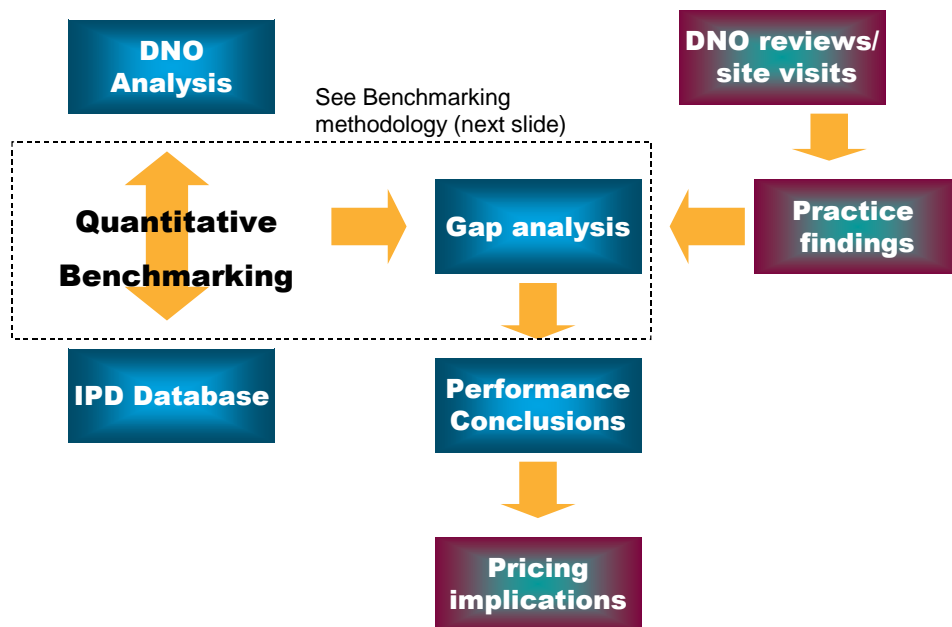 DNO
Analysis
DNO reviews/
site visits
See Benchmarking
methodology (next slide)
Quantitative
Benchmarking
Gap analysis
Practice
findings
IPD Database
Performance
Conclusions
Pricing
implications